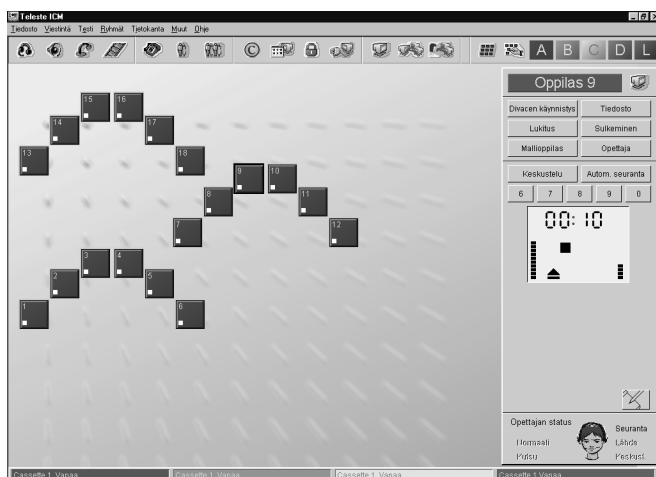 Teleste ICM
Tiedosto Viestintä Testi Ryhmät Tietokanta Muut Ohje
A B C D L
Oppilas 9
Divacen käynnistys Tiedosto
Lukitus Sulkeminen
Mallioppilas Opettaja
Keskustelu Autom. seuranta
6 7 8 9 0
00:10
15 16
14 17
13 18
9 10
8 11
7 12
3 4
2 5
1 6
Opettajan status
Seuranta
Normaali Lähde
Puhsu Keskust.
Cassette 1 Vapaa Cassette 1 Vapaa Cassette 1 Vapaa Cassette 1 Vapaa